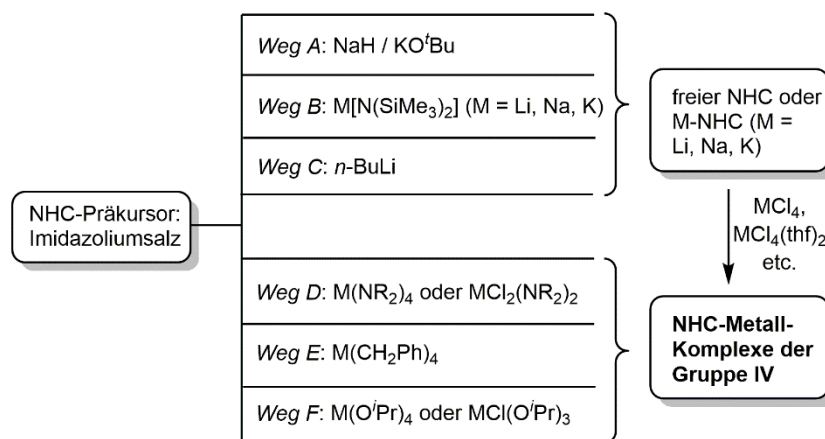 Weg A: NaH / KOᵗBu
Weg B: M[N(SiMe₃)₂] (M = Li, Na, K)
Weg C: n-BuLi
freier NHC oder
M-NHC (M =
Li, Na, K)
NHC-Präkursor:
Imidazoliumsalz
MCl₄,
MCl₄(thf)₂
etc.
Weg D: M(NR₂)₄ oder MCl₂(NR₂)₂
Weg E: M(CH₂Ph)₄
Weg F: M(OⁱPr)₄ oder MCl(OⁱPr)₃
NHC-Metall-
Komplexe der
Gruppe IV